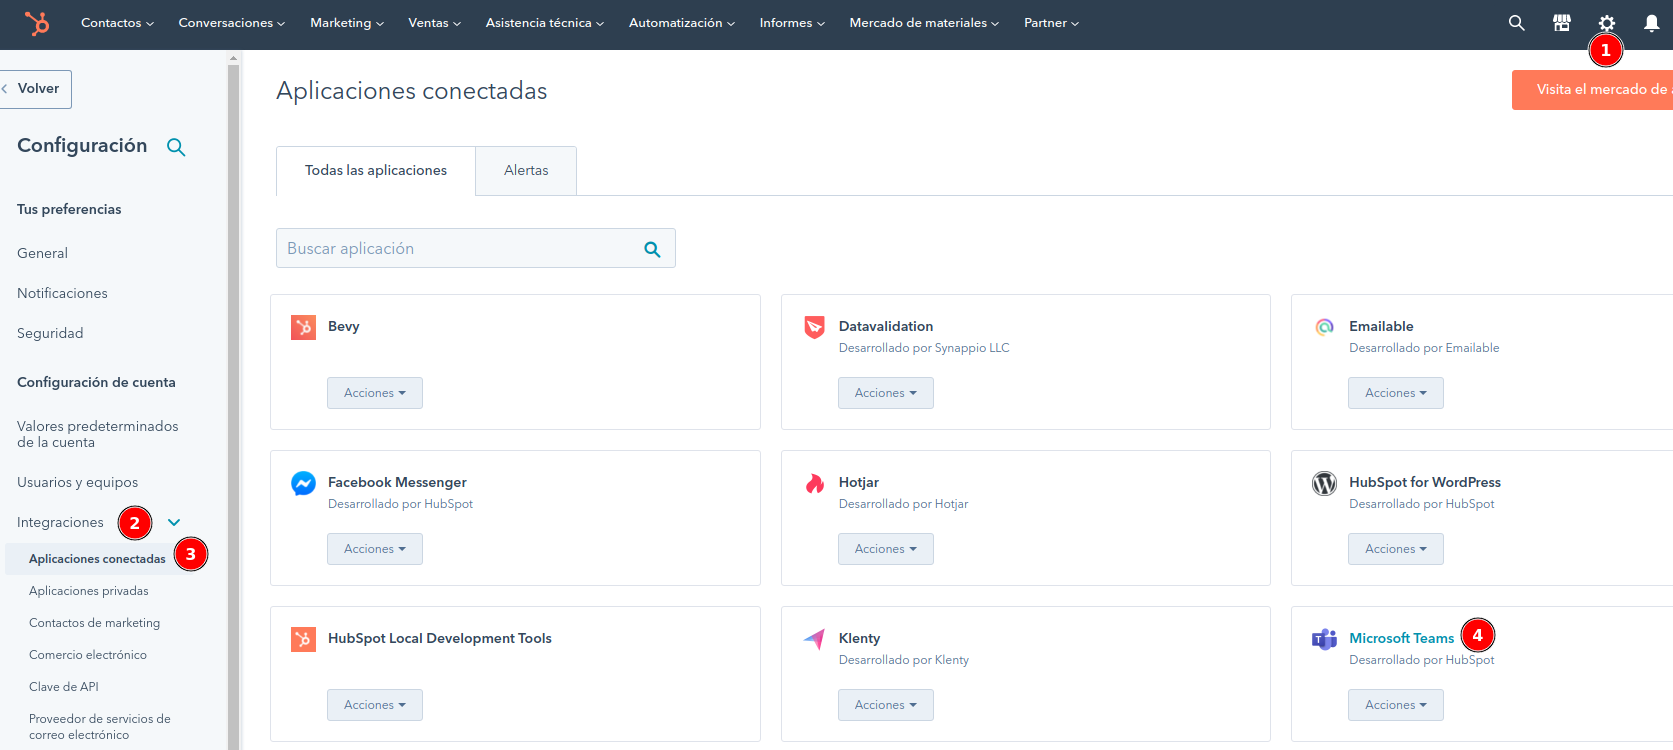 Contactos Conversaciones Marketing Ventas Asistencia técnica Automatización Informes Mercado de materiales Partner
1
Volver
Configuración
Tus preferencias
General
Notificaciones
Seguridad
Configuración de cuenta
Valores predeterminados
de la cuenta
Usuarios y equipos
Integraciones 2
Aplicaciones conectadas 3
Aplicaciones privadas
Contactos de marketing
Comercio electrónico
Clave de API
Proveedor de servicios de
correo electrónico
Aplicaciones conectadas
Visita el mercado de
Todas las aplicaciones Alertas
Buscar aplicación
Bevy
Acciones
Datavalidation
Desarrollado por Synappio LLC
Acciones
Emailable
Desarrollado por Emailable
Acciones
Facebook Messenger
Desarrollado por HubSpot
Acciones
Hotjar
Desarrollado por Hotjar
Acciones
HubSpot for WordPress
Desarrollado por HubSpot
Acciones
HubSpot Local Development Tools
Acciones
Klenty
Desarrollado por Klenty
Acciones
Microsoft Teams 4
Desarrollado por HubSpot
Acciones